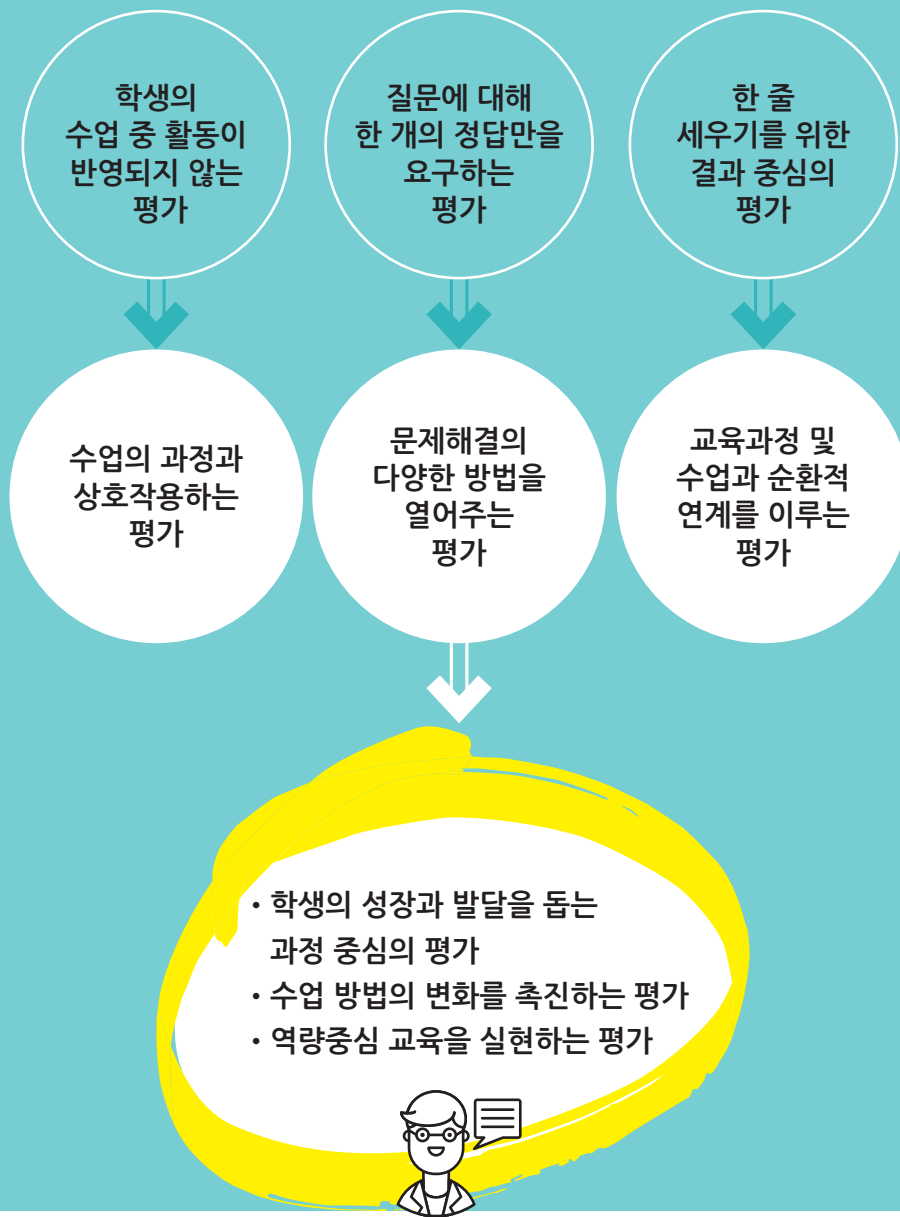 학생의
수업 중 활동이
반영되지 않는
평가
질문에 대해
한 개의 정답만을
요구하는
평가
한 줄
세우기를 위한
결과 중심의
평가
수업의 과정과
상호작용하는
평가
문제해결의
다양한 방법을
열어주는
평가
교육과정 및
수업과 순환적
연계를 이루는
평가
• 학생의 성장과 발달을 돕는
과정 중심의 평가
• 수업 방법의 변화를 촉진하는 평가
• 역량중심 교육을 실현하는 평가